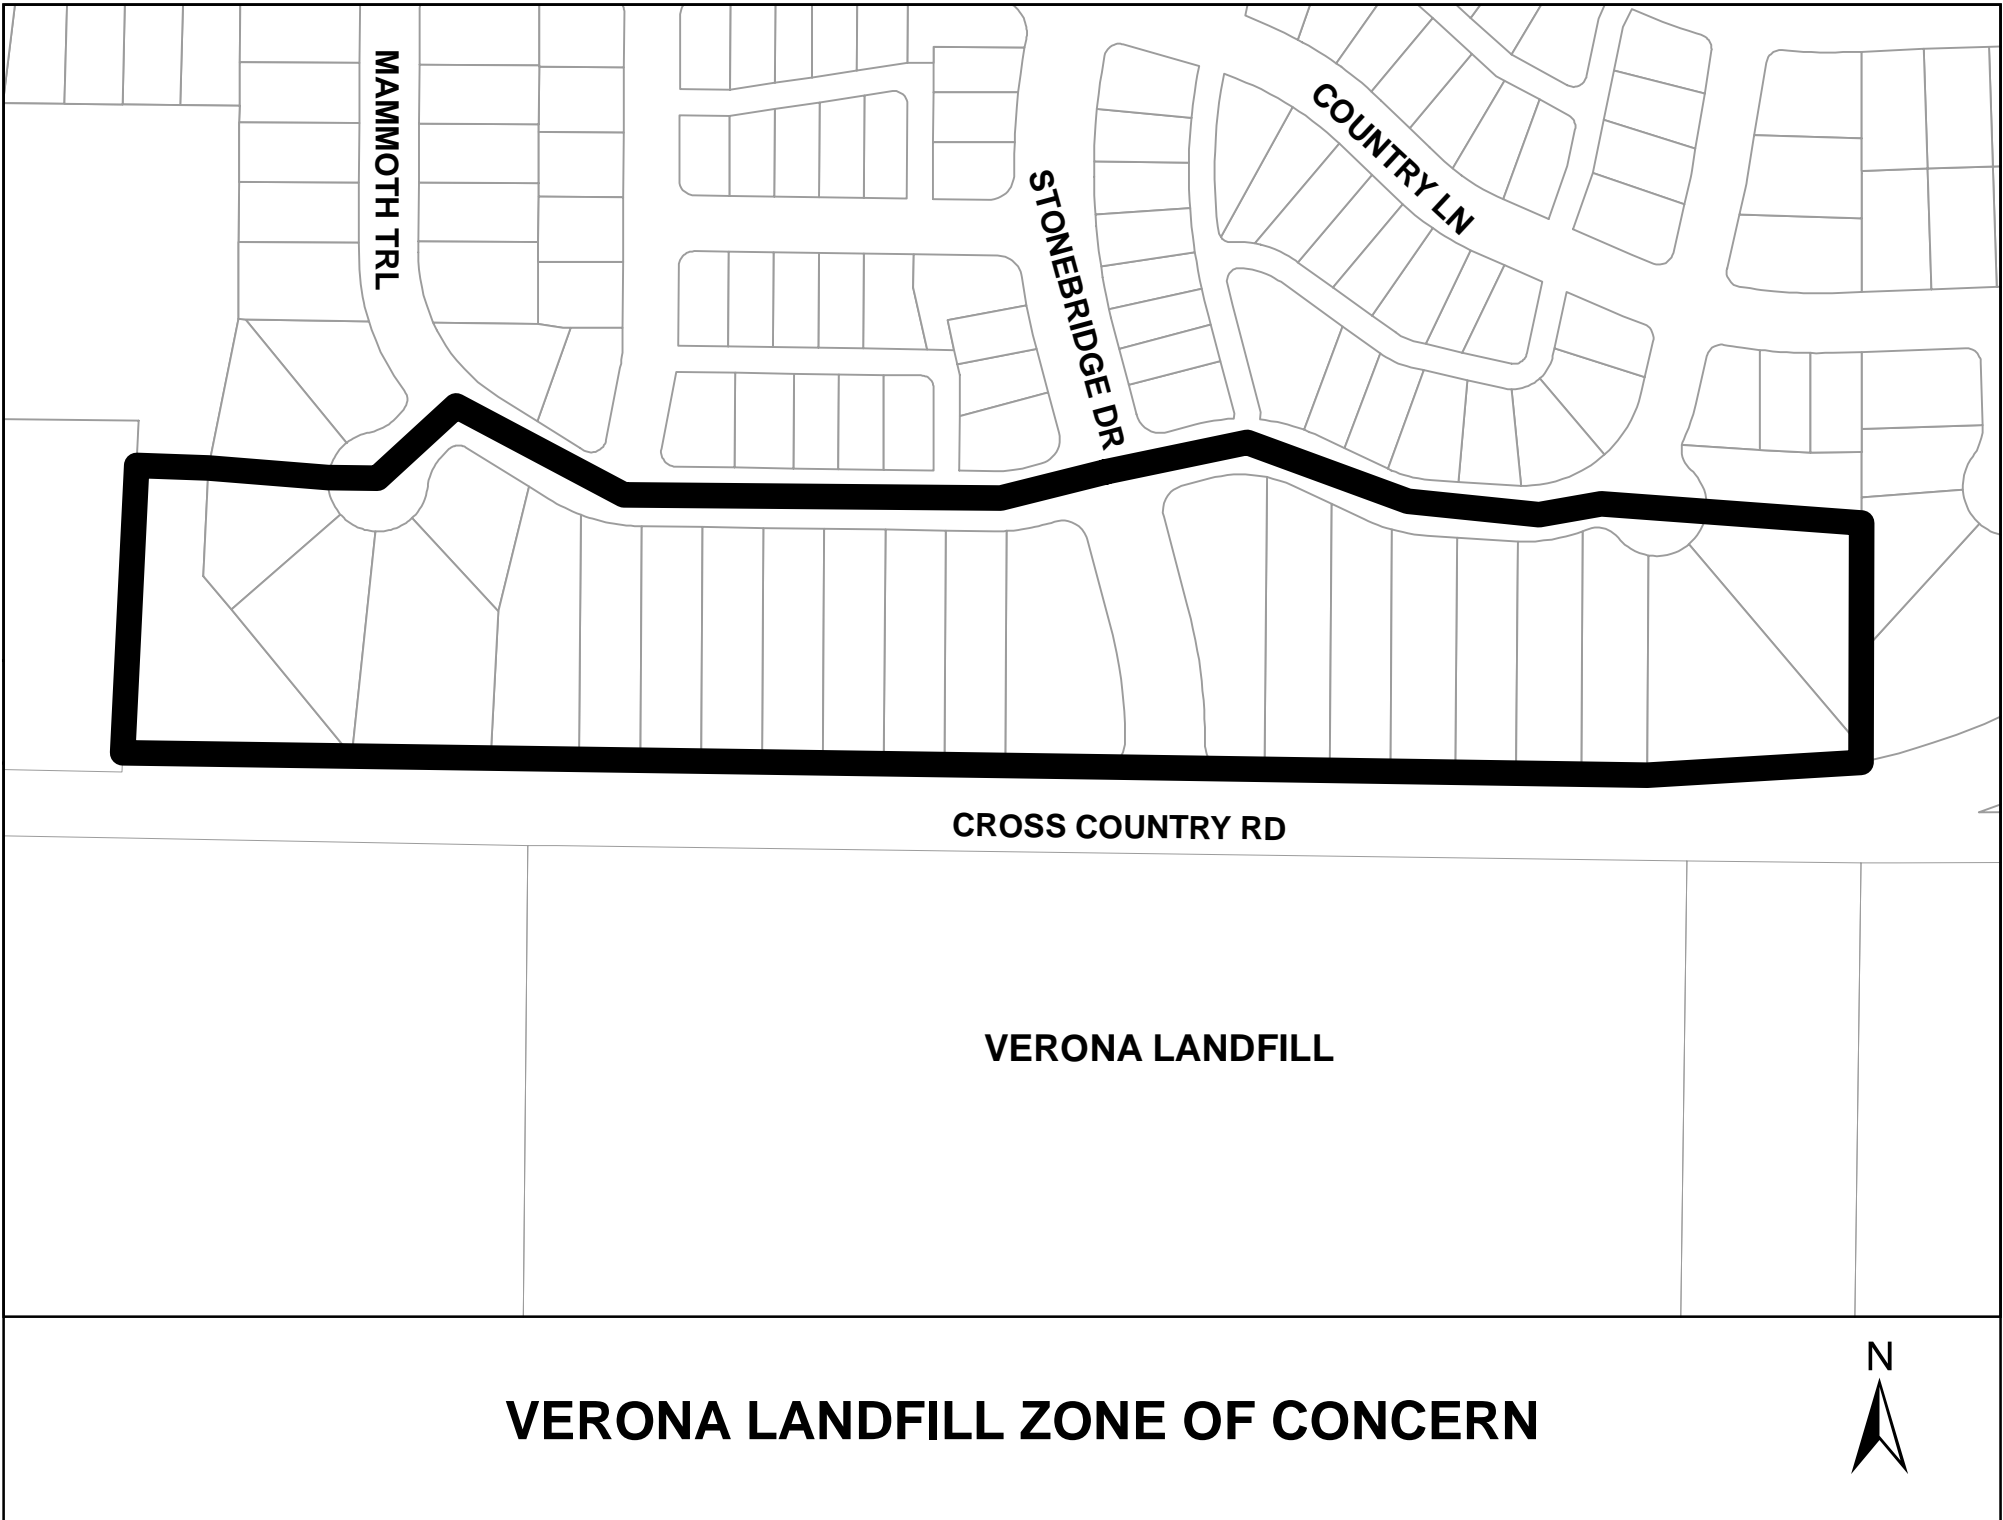 MAMMOTH TRL
STONEBRIDGE DR
COUNTRY LN
CROSS COUNTRY RD
VERONA LANDFILL
VERONA LANDFILL ZONE OF CONCERN
N